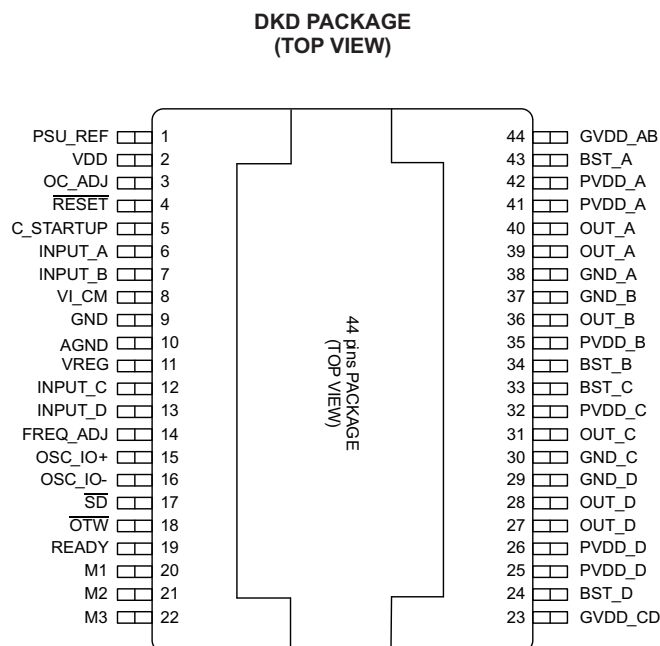 DKD PACKAGE
(TOP VIEW)
PSU_REF 1 44 GVDD_AB
VDD 2 43 BST_A
OC_ADJ 3 42 PVDD_A
RESET 4 41 PVDD_A
C_STARTUP 5 40 OUT_A
INPUT_A 6 39 OUT_A
INPUT_B 7 38 GND_A
VI_CM 8 37 GND_B
GND 9 36 OUT_B
AGND 10 35 PVDD_B
VREG 11 34 BST_B
INPUT_C 12 33 BST_C
INPUT_D 13 32 PVDD_C
FREQ_ADJ 14 31 OUT_C
OSC_IO+ 15 30 GND_C
OSC_IO- 16 29 GND_D
SD 17 28 OUT_D
OTW 18 27 OUT_D
READY 19 26 PVDD_D
M1 20 25 PVDD_D
M2 21 24 BST_D
M3 22 23 GVDD_CD
44 pins PACKAGE
(TOP VIEW)